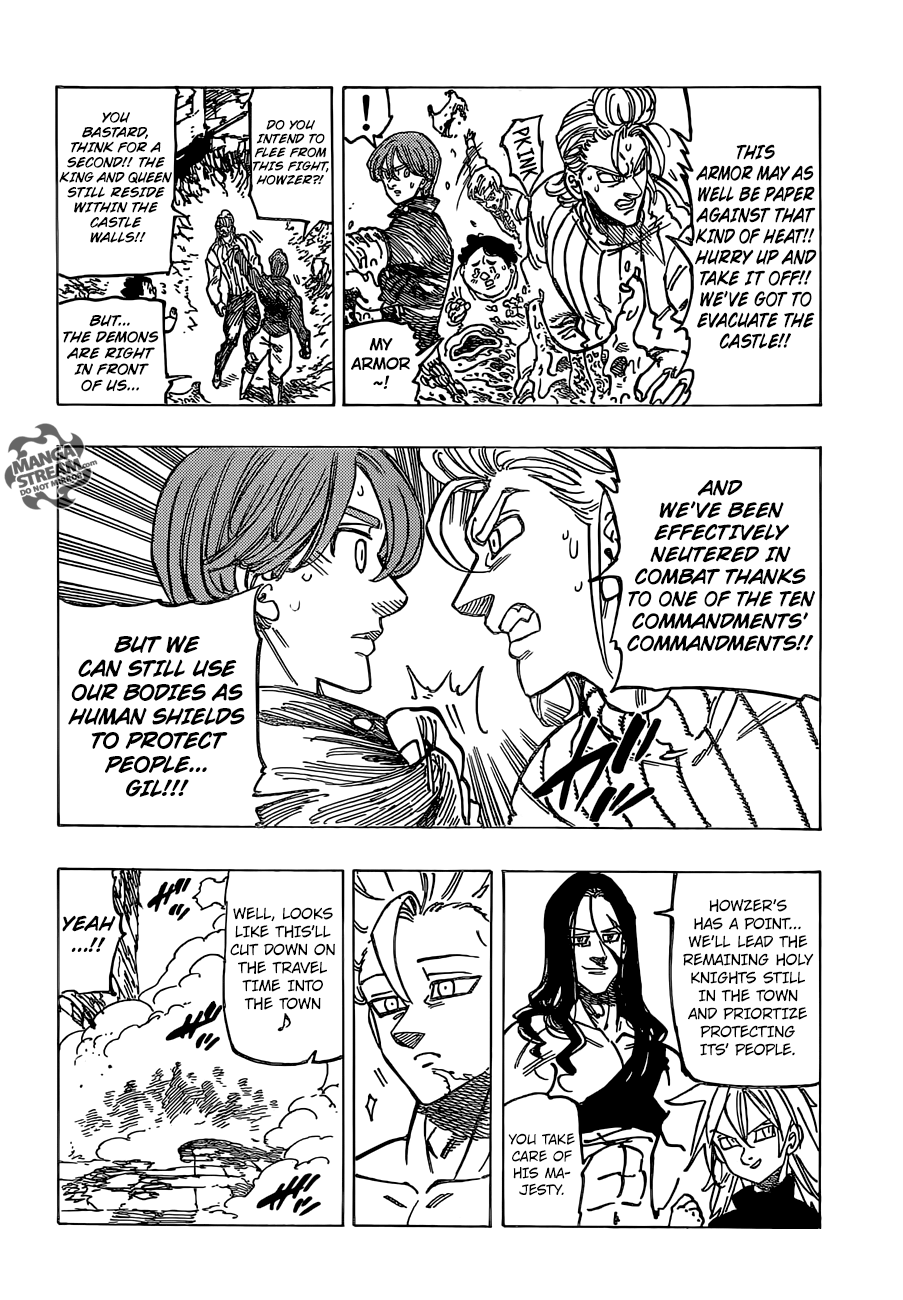 THIS
ARMOR MAY AS
WELL BE PAPER
AGAINST THAT
KIND OF HEAT!!
HURRY UP AND
TAKE IT OFF!!
WE'VE GOT TO
EVACUATE THE
CASTLE!!
PKINK
!
MY
ARMOR
~!
DO YOU
INTEND TO
FLEE FROM
THIS FIGHT,
HOWZER?!
YOU
BASTARD,
THINK FOR A
SECOND!! THE
KING AND QUEEN
STILL RESIDE
WITHIN THE
CASTLE
WALLS!!
BUT...
THE DEMONS
ARE RIGHT
IN FRONT
OF US...
MANGA
STREAM.com
DO NOT MIRROR
AND
WE'VE BEEN
EFFECTIVELY
NEUTERED IN
COMBAT THANKS
TO ONE OF THE TEN
COMMANDMENTS'
COMMANDMENTS!!
BUT WE
CAN STILL USE
OUR BODIES AS
HUMAN SHIELDS
TO PROTECT
PEOPLE...
GIL!!!
HOWZER'S
HAS A POINT...
WE'LL LEAD THE
REMAINING HOLY
KNIGHTS STILL
IN THE TOWN
AND PRIORTIZE
PROTECTING
ITS' PEOPLE.
YOU TAKE
CARE OF
HIS MA-
JESTY.
WELL, LOOKS
LIKE THIS'LL
CUT DOWN ON
THE TRAVEL
TIME INTO
THE TOWN
♪
YEAH
...!!